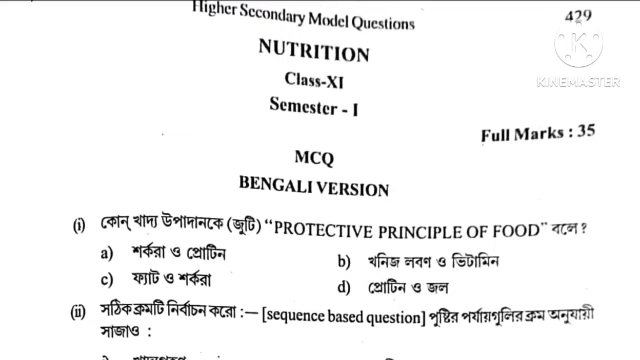 Higher Secondary Model Questions 429
KINEMASTER
NUTRITION
Class-XI
Semester - I
Full Marks : 35
MCQ
BENGALI VERSION
(i) কোন্ খাদ্য উপাদানকে (জুটি) “PROTECTIVE PRINCIPLE OF FOOD” বলে ?
a) শর্করা ও প্রোটিন b) খনিজ লবণ ও ভিটামিন
c) ফ্যাট ও শর্করা d) প্রোটিন ও জল
(ii) সঠিক ক্রমটি নির্বাচন করো :— [sequence based question] পুষ্টির পর্যায়গুলির ক্রম অনুযায়ী
সাজাও :